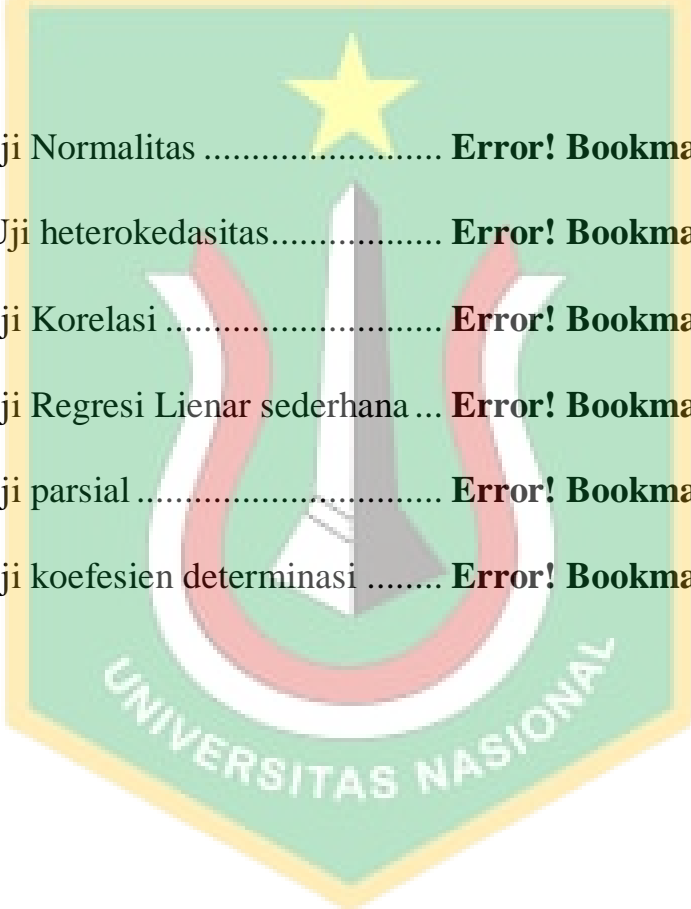 ji Normalitas ........................ Error! Bookma
Uji heterokedasitas.................. Error! Bookma
ji Korelasi ............................ Error! Bookma
ji Regresi Lienar sederhana ... Error! Bookma
ji parsial ............................... Error! Bookma
ji koefesien determinasi ........ Error! Bookma
UNIVERSITAS NASIONAL